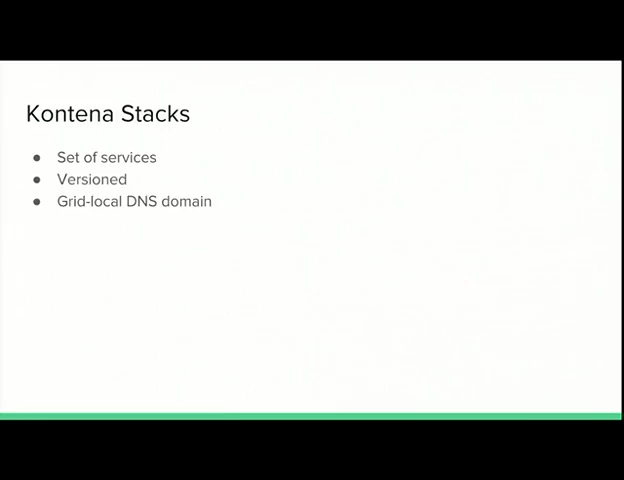 Kontena Stacks
● Set of services
● Versioned
● Grid-local DNS domain